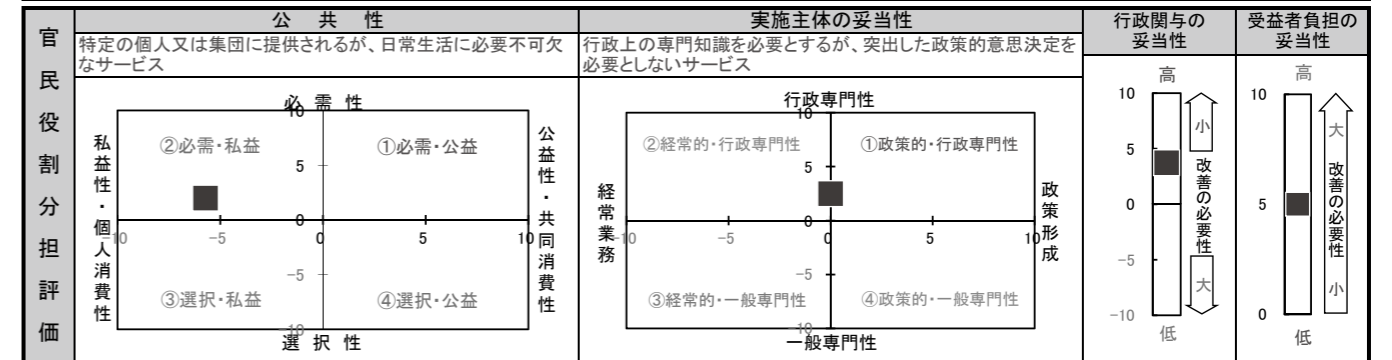 官民役割分担評価
公　共　性
特定の個人又は集団に提供されるが、日常生活に必要不可欠
なサービス
必　需　性
10
②必需・私益
①必需・公益
5
私益性・個人消費性
公益性・共同消費性
0
-10
-5
0
5
10
-5
③選択・私益
④選択・公益
-10
選　択　性
実施主体の妥当性
行政上の専門知識を必要とするが、突出した政策的意思決定を
必要としないサービス
行政専門性
10
②経常的・行政専門性
①政策的・行政専門性
5
経常業務
政策形成
0
-10
-5
0
5
10
-5
③経常的・一般専門性
④政策的・一般専門性
-10
一般専門性
行政関与の
妥当性
高
10
5
0
-5
-10
低
小
改善の必要性
大
受益者負担の
妥当性
高
10
5
0
低
大
改善の必要性
小